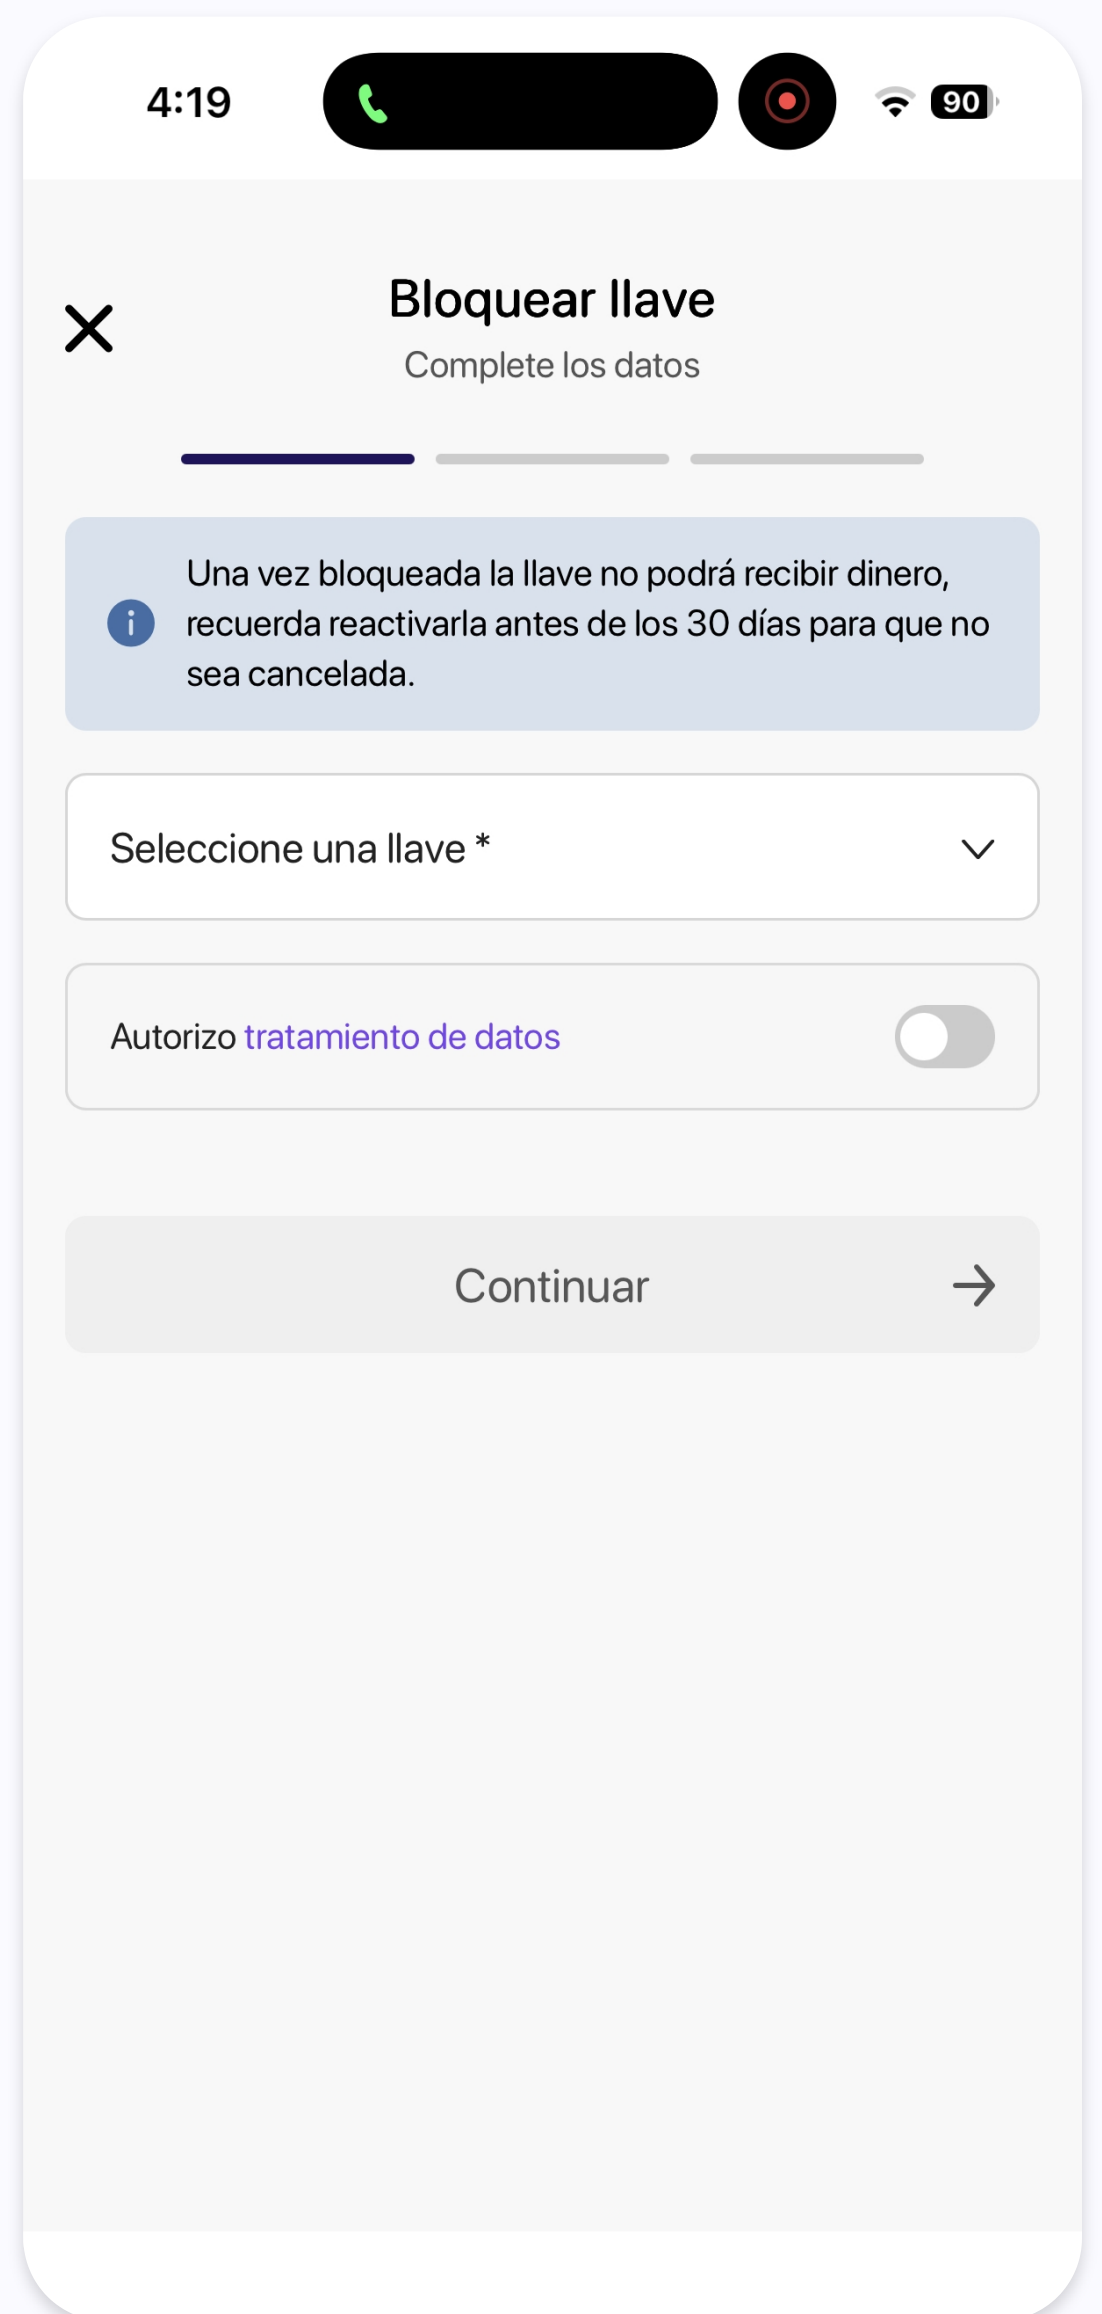 4:19
90
Bloquear llave
Complete los datos
Una vez bloqueada la llave no podrá recibir dinero,
recuerda reactivarla antes de los 30 días para que no
sea cancelada.
Seleccione una llave *
Autorizo tratamiento de datos
Continuar